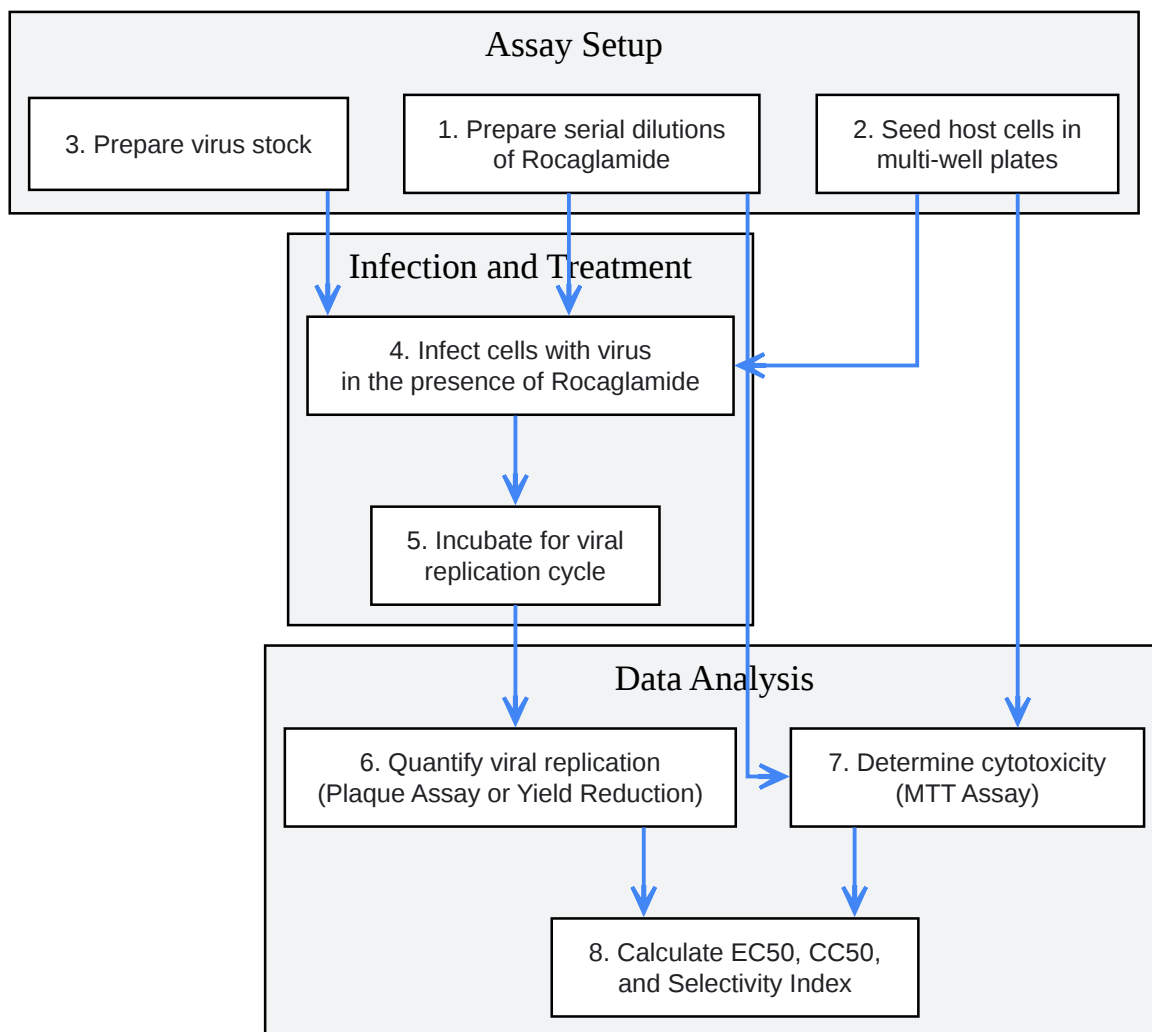 Assay Setup
3. Prepare virus stock
1. Prepare serial dilutions
of Rocaglamide
2. Seed host cells in
multi-well plates
Infection and Treatment
4. Infect cells with virus
in the presence of Rocaglamide
5. Incubate for viral
replication cycle
Data Analysis
6. Quantify viral replication
(Plaque Assay or Yield Reduction)
7. Determine cytotoxicity
(MTT Assay)
8. Calculate EC50, CC50,
and Selectivity Index